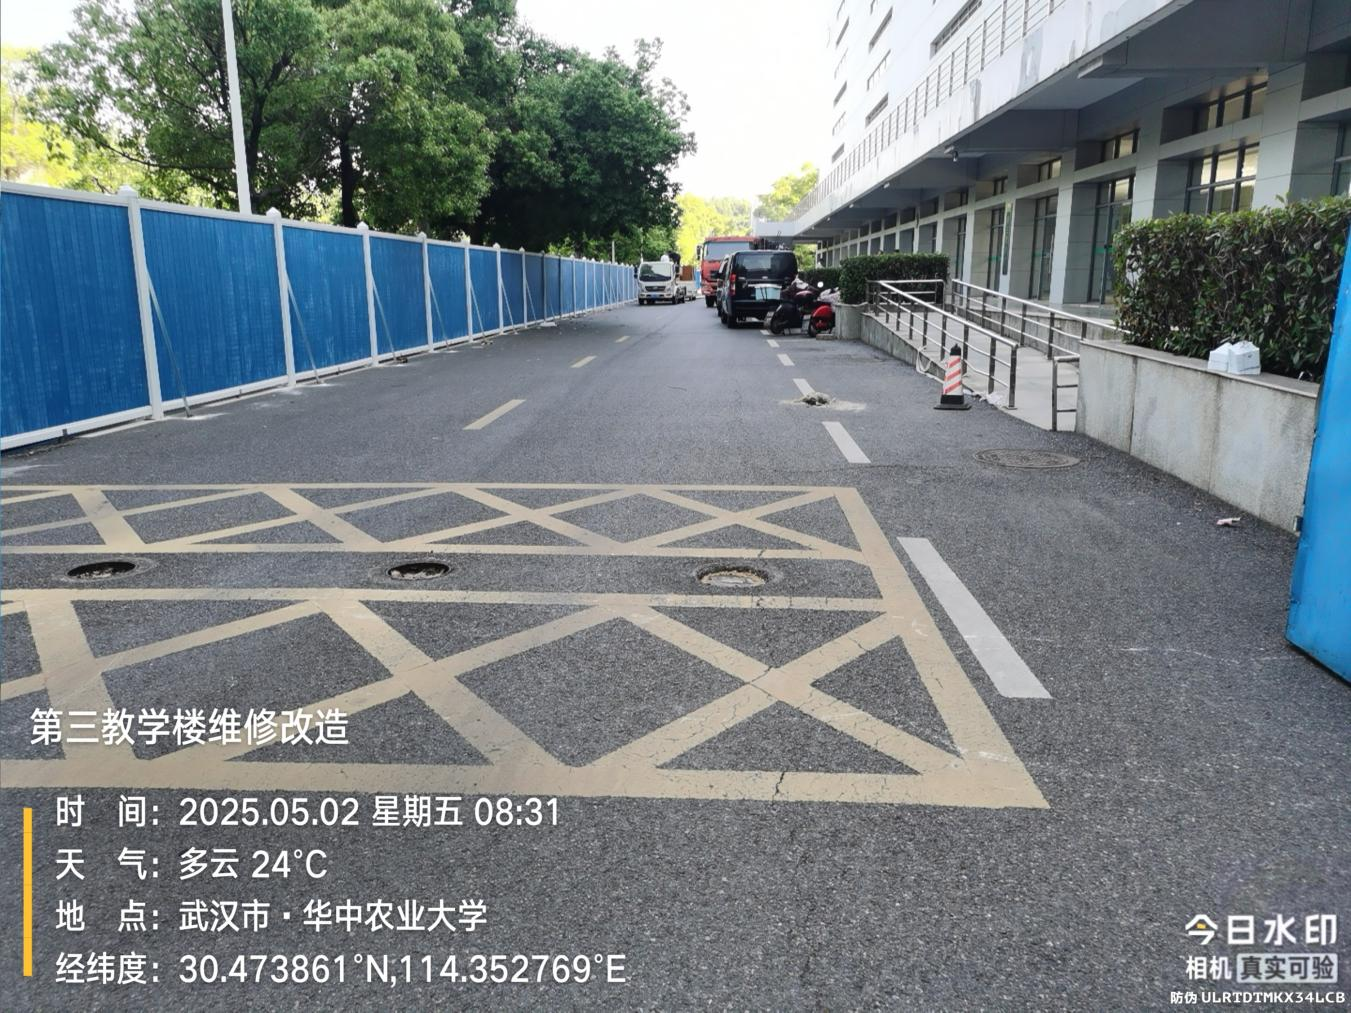 第三教学楼维修改造
时 间：2025.05.02 星期五 08:31
天 气：多云 24°C
地 点：武汉市·华中农业大学
经纬度：30.473861°N,114.352769°E
今日水印
相机 真实可验
防伪 ULRTDTMKX34LCB